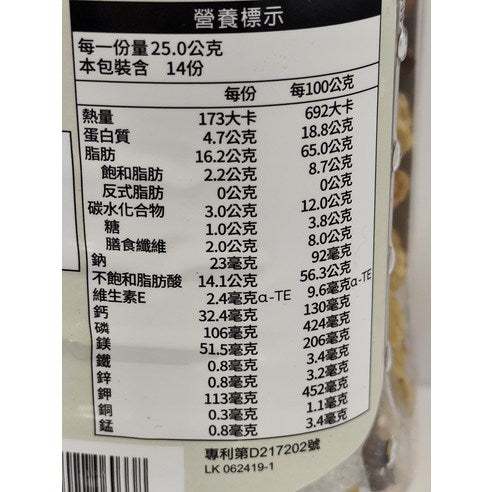 營養標示
每一份量25.0公克
本包裝含 14份
每份 每100公克
熱量 173大卡 692大卡
蛋白質 4.7公克 18.8公克
脂肪 16.2公克 65.0公克
飽和脂肪 2.2公克 8.7公克
反式脂肪 0公克 0公克
碳水化合物 3.0公克 12.0公克
糖 1.0公克 3.8公克
膳食纖維 2.0公克 8.0公克
鈉 23毫克 92毫克
不飽和脂肪酸 14.1公克 56.3公克
維生素E 2.4毫克α-TE 9.6毫克α-TE
鈣 32.4毫克 130毫克
磷 106毫克 424毫克
鎂 51.5毫克 206毫克
鐵 0.8毫克 3.4毫克
鋅 0.8毫克 3.2毫克
鉀 113毫克 452毫克
銅 0.3毫克 1.1毫克
錳 0.8毫克 3.4毫克
專利第D217202號
LK 062419-1